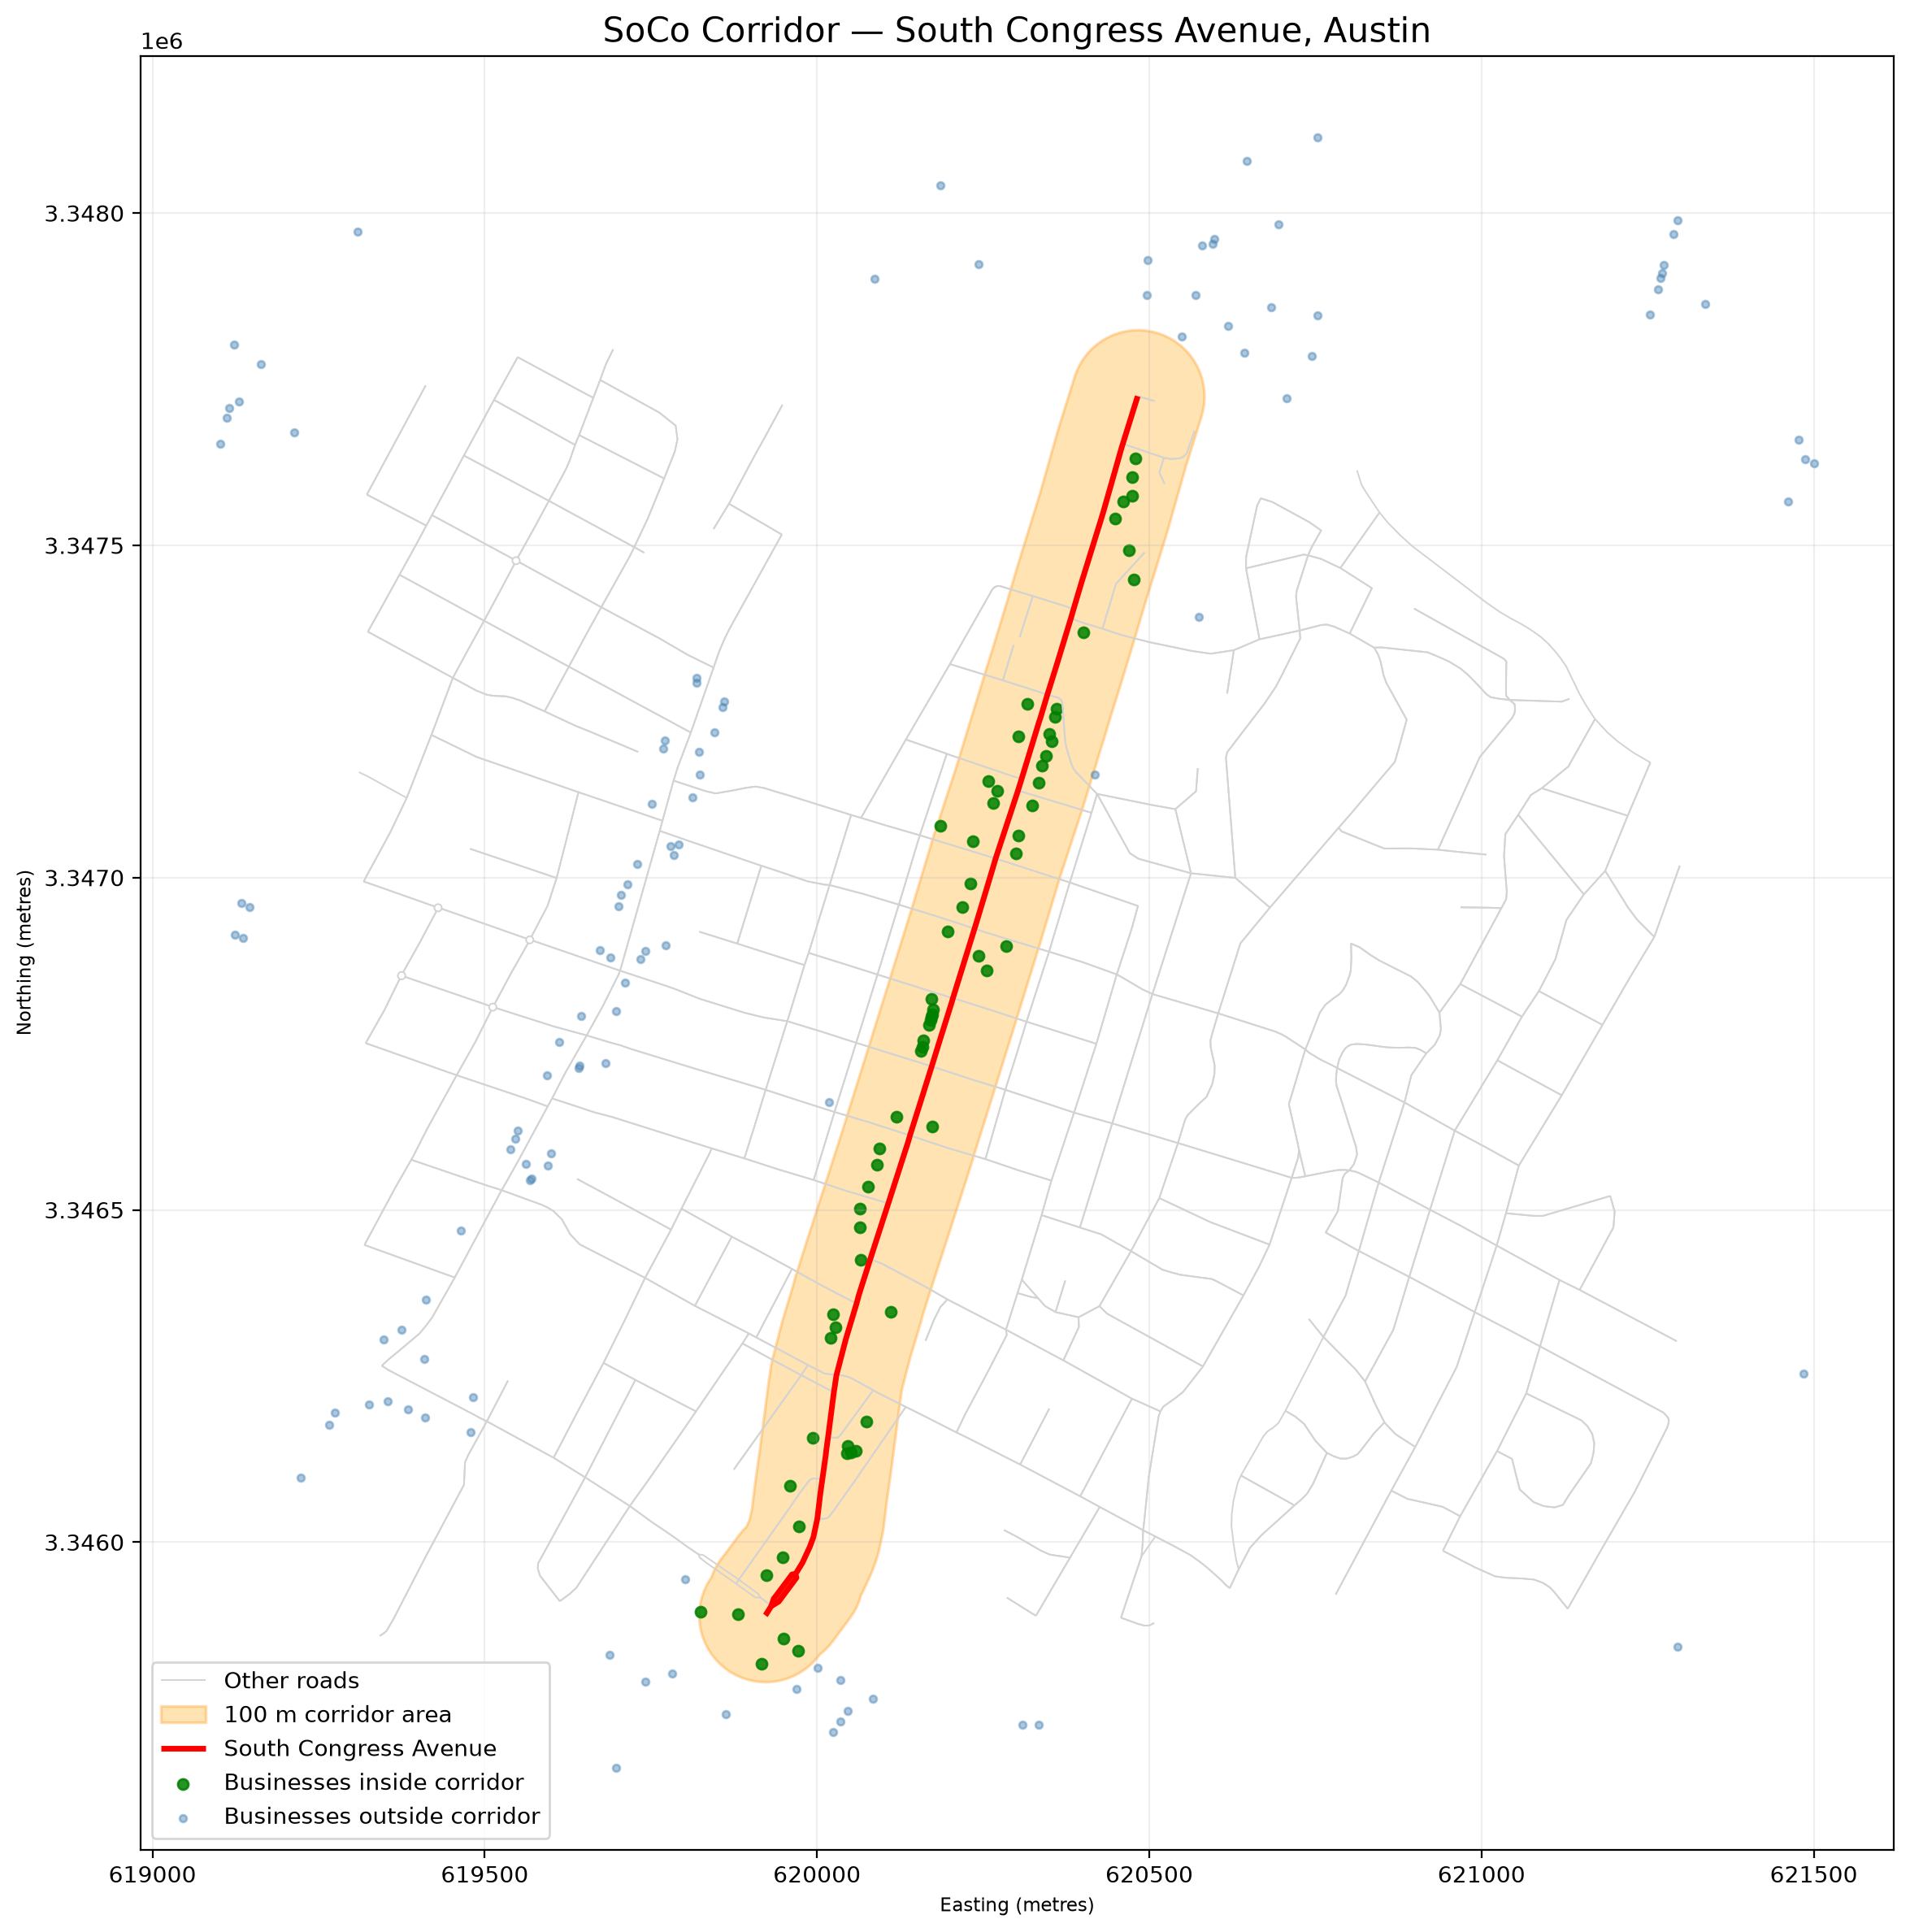 SoCo Corridor — South Congress Avenue, Austin
1e6
3.3480
3.3475
3.3470
3.3465
3.3460
Northing (metres)
Other roads
100 m corridor area
South Congress Avenue
Businesses inside corridor
Businesses outside corridor
619000 619500 620000 620500 621000 621500
Easting (metres)